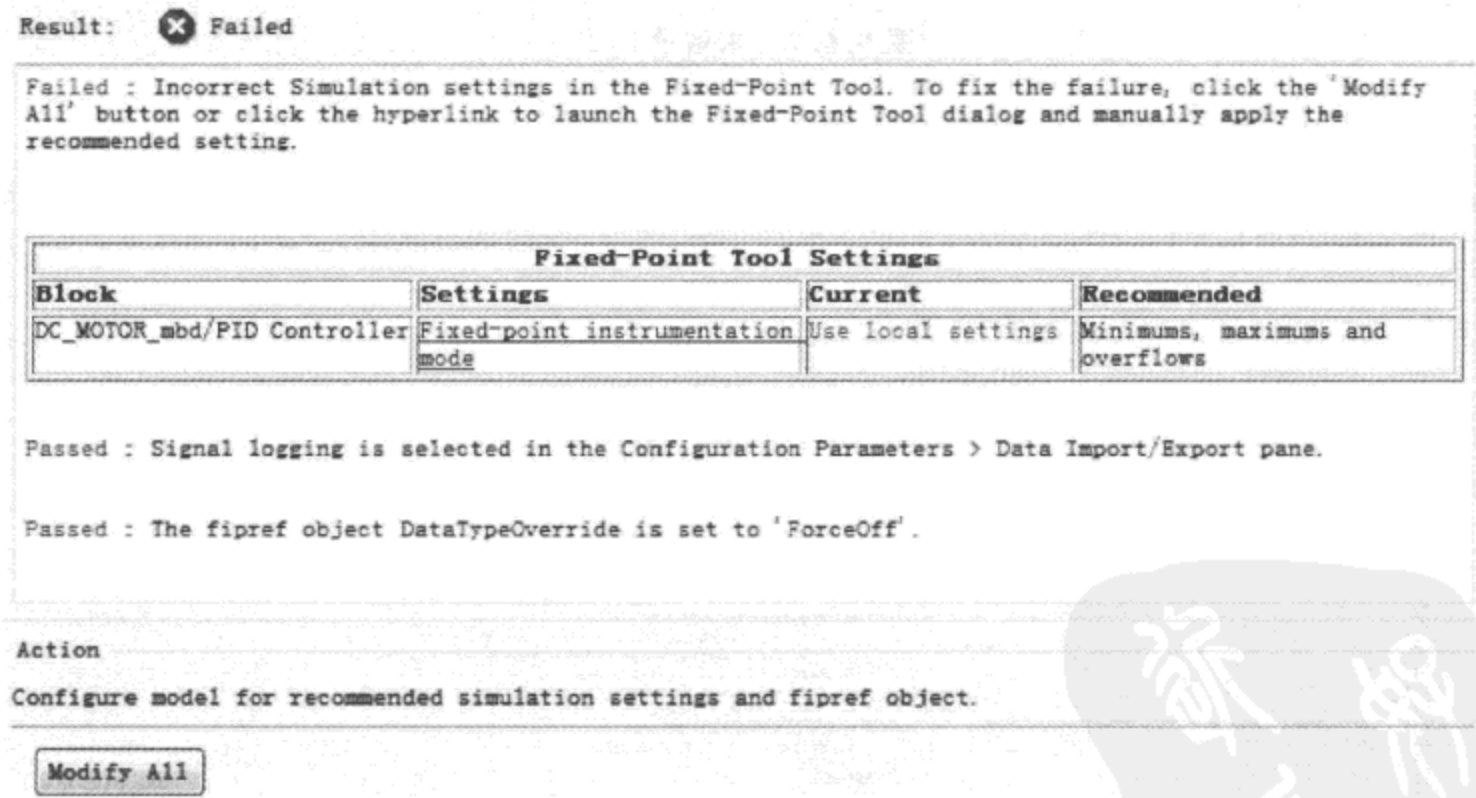 Result: Failed
Failed : Incorrect Simulation settings in the Fixed-Point Tool. To fix the failure, click the 'Modify
All' button or click the hyperlink to launch the Fixed-Point Tool dialog and manually apply the
recommended setting.
Fixed-Point Tool Settings
Block Settings Current Recommended
DC_MOTOR_mbd/PID Controller Fixed-point instrumentation Use local settings Minimums, maximums and
mode overflows
Passed : Signal logging is selected in the Configuration Parameters > Data Import/Export pane.
Passed : The fipref object DataTypeOverride is set to 'ForceOff'.
Action
Configure model for recommended simulation settings and fipref object.
Modify All